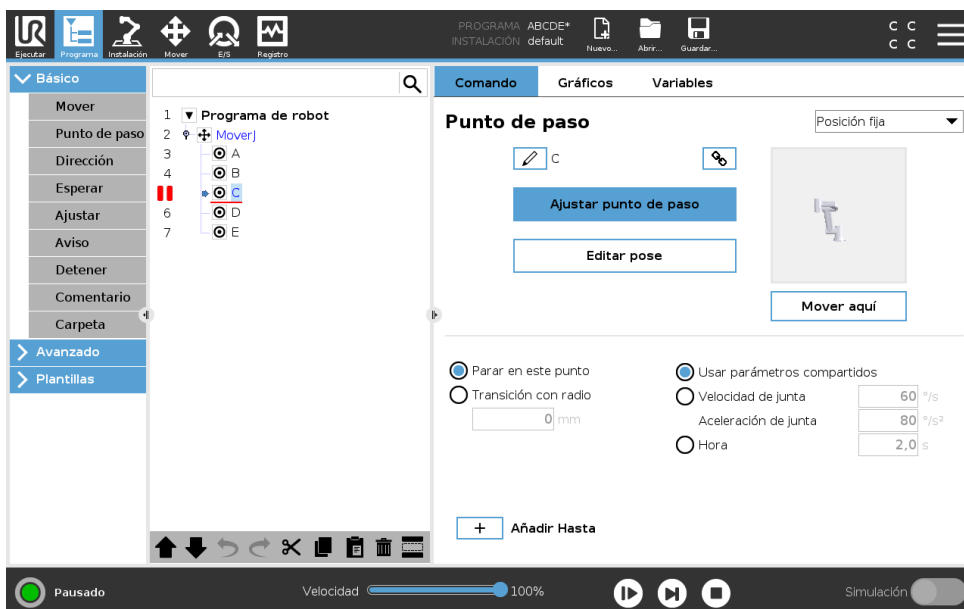 UR
PROGRAMA ABCDE*
INSTALACIÓN default
Ejecutar Programa Instalación Mover E/S Registro
Nuevo... Abrir... Guardar...
C C
C C
Básico
Mover
Punto de paso
Dirección
Esperar
Ajustar
Aviso
Detener
Comentario
Carpeta
Avanzado
Plantillas
1 Programa de robot
2 MoverJ
3 A
4 B
C
6 D
7 E
Comando Gráficos Variables
Punto de paso
Posición fija
C
Ajustar punto de paso
Editar pose
Mover aquí
Parar en este punto
Transición con radio
0 mm
Usar parámetros compartidos
Velocidad de junta 60 °/s
Aceleración de junta 80 °/s²
Hora 2,0 s
+ Añadir Hasta
Pausado
Velocidad 100%
Simulación